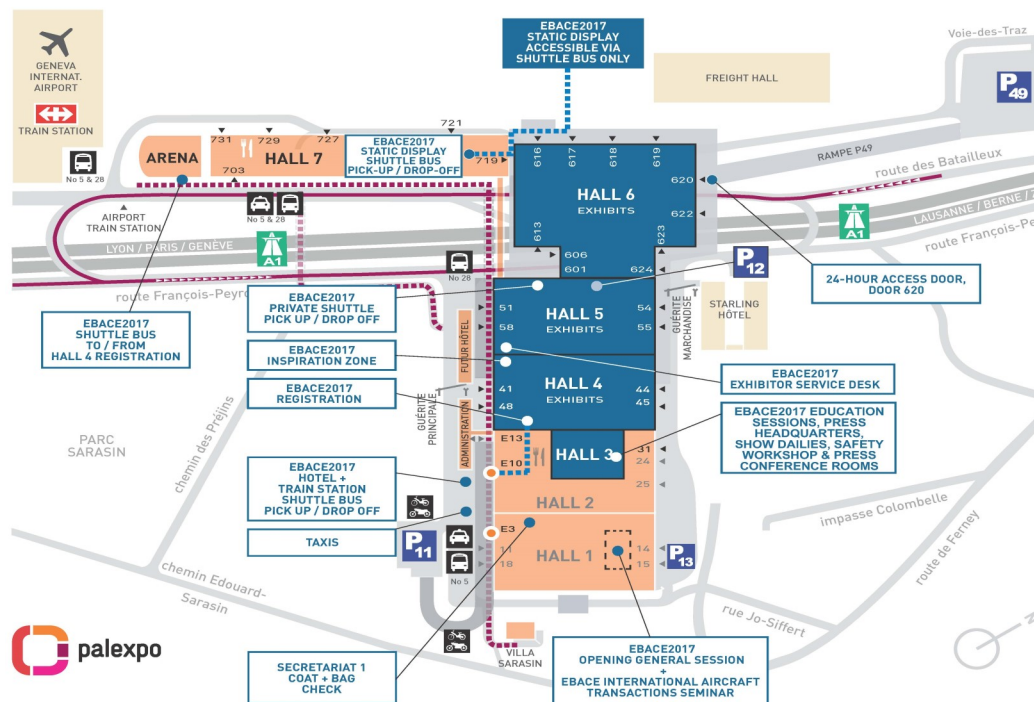 EBACE2017
STATIC DISPLAY
ACCESSIBLE VIA
SHUTTLE BUS ONLY
GENEVA
INTERNAT.
AIRPORT
TRAIN STATION
No 5 & 28
FREIGHT HALL
Voie-des-Traz
P49
RAMPE P49
route des Batailleux
LAUSANNE / BERNE /
route François-Pe
A1
731
729
727
721
719
703
ARENA
HALL 7
EBACE2017
STATIC DISPLAY
SHUTTLE BUS
PICK-UP / DROP-OFF
616
617
618
619
620
622
623
624
613
606
601
HALL 6
EXHIBITS
No 5 & 28
AIRPORT
TRAIN STATION
LYON / PARIS / GENÈVE
A1
route François-Peyro
No 28
P12
24-HOUR ACCESS DOOR,
DOOR 620
STARLING
HÔTEL
GUÉRITE
MARCHANDISE
EBACE2017
SHUTTLE BUS
TO / FROM
HALL 4 REGISTRATION
EBACE2017
PRIVATE SHUTTLE
PICK UP / DROP OFF
EBACE2017
INSPIRATION ZONE
EBACE2017
REGISTRATION
FUTUR HÔTEL
GUÉRITE
PRINCIPALE
ADMINISTRATION
51
58
54
55
HALL 5
EXHIBITS
41
48
44
45
HALL 4
EXHIBITS
EBACE2017
EXHIBITOR SERVICE DESK
EBACE2017 EDUCATION
SESSIONS, PRESS
HEADQUARTERS,
SHOW DAILIES, SAFETY
WORKSHOP & PRESS
CONFERENCE ROOMS
E13
E10
HALL 3
31
24
25
HALL 2
E3
HALL 1
11
18
14
15
P13
PARC
SARASIN
chemin des Préjins
EBACE2017
HOTEL +
TRAIN STATION
SHUTTLE BUS
PICK UP / DROP OFF
TAXIS
P11
No 5
chemin Edouard-
Sarasin
impasse Colombelle
route de Ferney
rue Jo-Siffert
VILLA
SARASIN
palexpo
SECRETARIAT 1
COAT + BAG
CHECK
EBACE2017
OPENING GENERAL SESSION
+
EBACE INTERNATIONAL AIRCRAFT
TRANSACTIONS SEMINAR
N